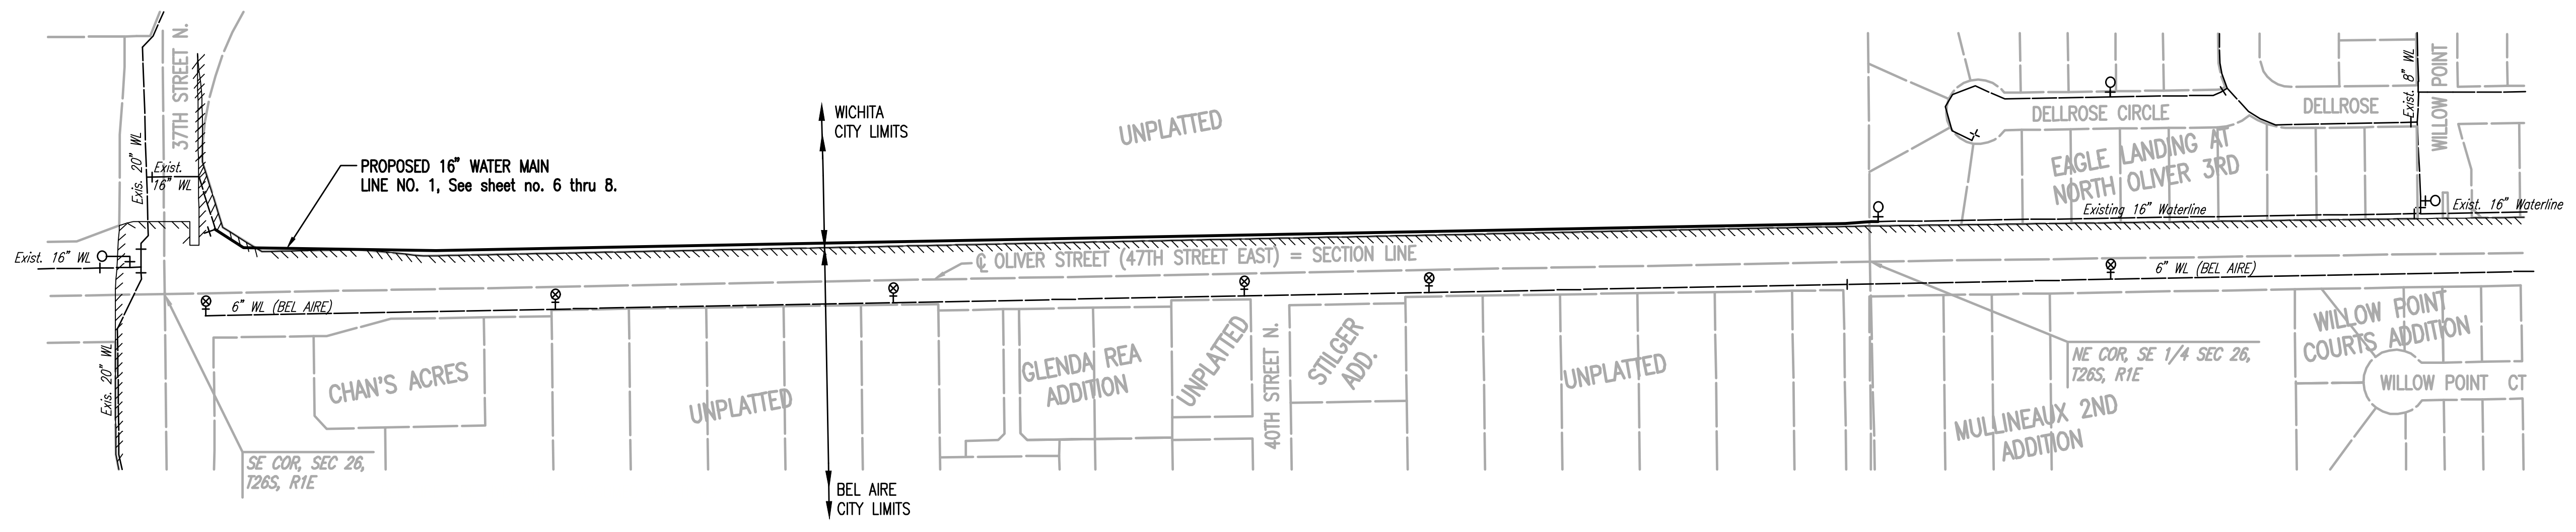 37TH STREET N.
Exis. 20" WL
Exist.
16" WL
Exist. 16" WL
Exis. 20" WL
PROPOSED 16" WATER MAIN
LINE NO. 1, See sheet no. 6 thru 8.
WICHITA
CITY LIMITS
UNPLATTED
DELLROSE CIRCLE
DELLROSE
Exist. 8" WL
WILLOW POINT
EAGLE LANDING AT
NORTH OLIVER 3RD
Existing 16" Waterline
Exist. 16" Waterline
℄ OLIVER STREET (47TH STREET EAST) = SECTION LINE
6" WL (BEL AIRE)
6" WL (BEL AIRE)
CHAN'S ACRES
UNPLATTED
GLENDA REA
ADDITION
UNPLATTED
40TH STREET N.
STILGER
ADD.
UNPLATTED
NE COR, SE 1/4 SEC 26,
T26S, R1E
MULLINEAUX 2ND
ADDITION
WILLOW POINT
COURTS ADDITION
WILLOW POINT CT
SE COR, SEC 26,
T26S, R1E
BEL AIRE
CITY LIMITS